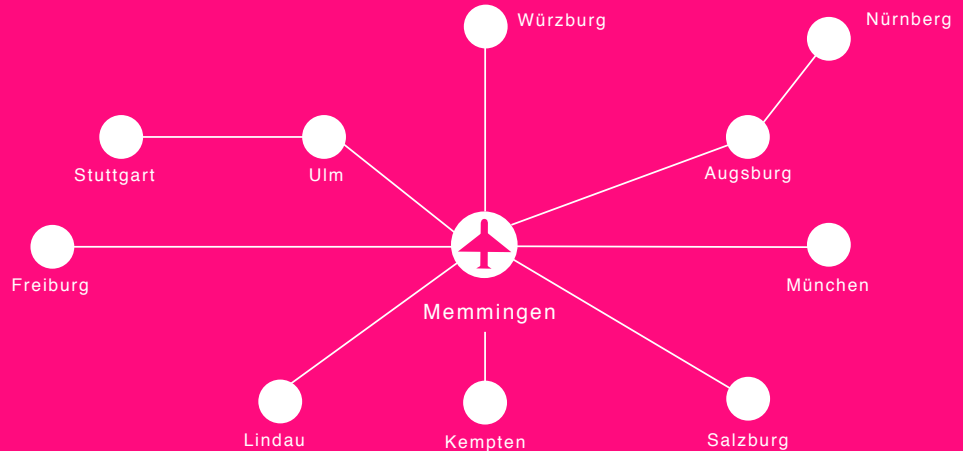 Würzburg
Nürnberg
Stuttgart
Ulm
Augsburg
Freiburg
München
Memmingen
Lindau
Kempten
Salzburg